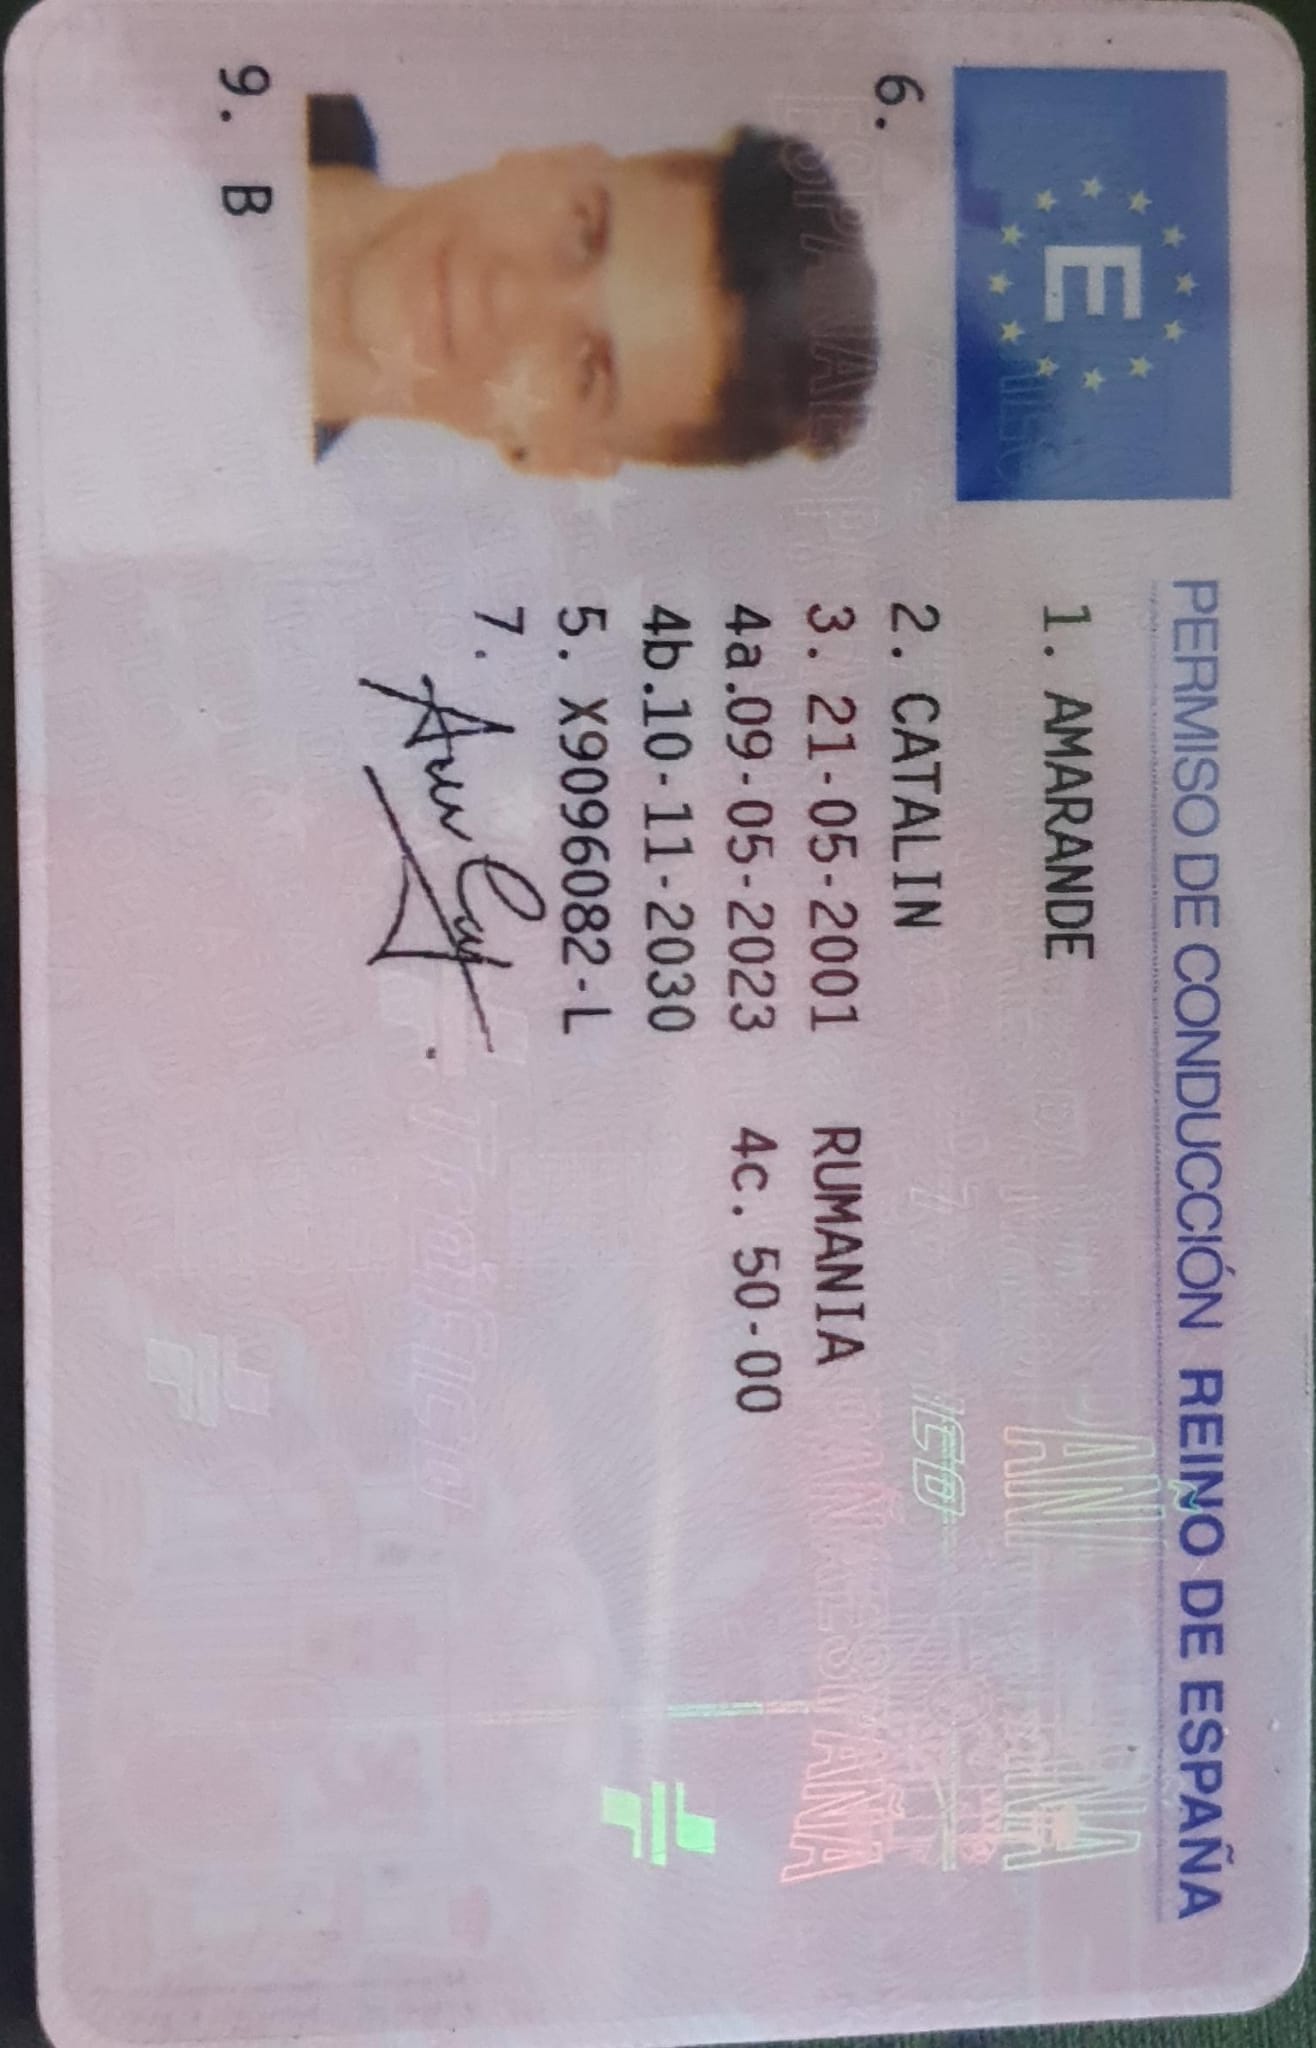 PERMISO DE CONDUCCIÓN REINO DE ESPAÑA
E
1. AMARANDE
2. CATALIN
3. 21-05-2001 RUMANIA
4a.09-05-2023 4c. 50-00
4b.10-11-2030
5. X9096082-L
7.
6.
9. B